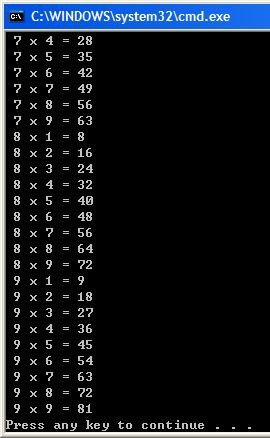 C:\WINDOWS\system32\cmd.exe
7 x 4 = 28
7 x 5 = 35
7 x 6 = 42
7 x 7 = 49
7 x 8 = 56
7 x 9 = 63
8 x 1 = 8
8 x 2 = 16
8 x 3 = 24
8 x 4 = 32
8 x 5 = 40
8 x 6 = 48
8 x 7 = 56
8 x 8 = 64
8 x 9 = 72
9 x 1 = 9
9 x 2 = 18
9 x 3 = 27
9 x 4 = 36
9 x 5 = 45
9 x 6 = 54
9 x 7 = 63
9 x 8 = 72
9 x 9 = 81
Press any key to continue . . .